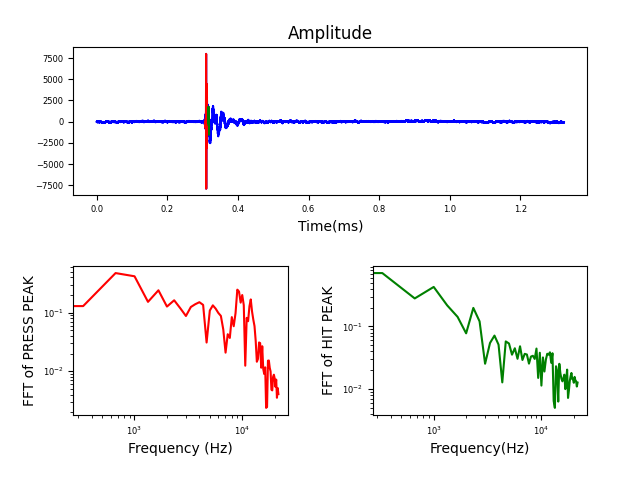 Amplitude
7500
5000
2500
0
−2500
−5000
−7500
0.0 0.2 0.4 0.6 0.8 1.0 1.2
Time(ms)
FFT of PRESS PEAK
10⁻¹
10⁻²
10³ 10⁴
Frequency (Hz)
FFT of HIT PEAK
10⁻¹
10⁻²
10³ 10⁴
Frequency(Hz)